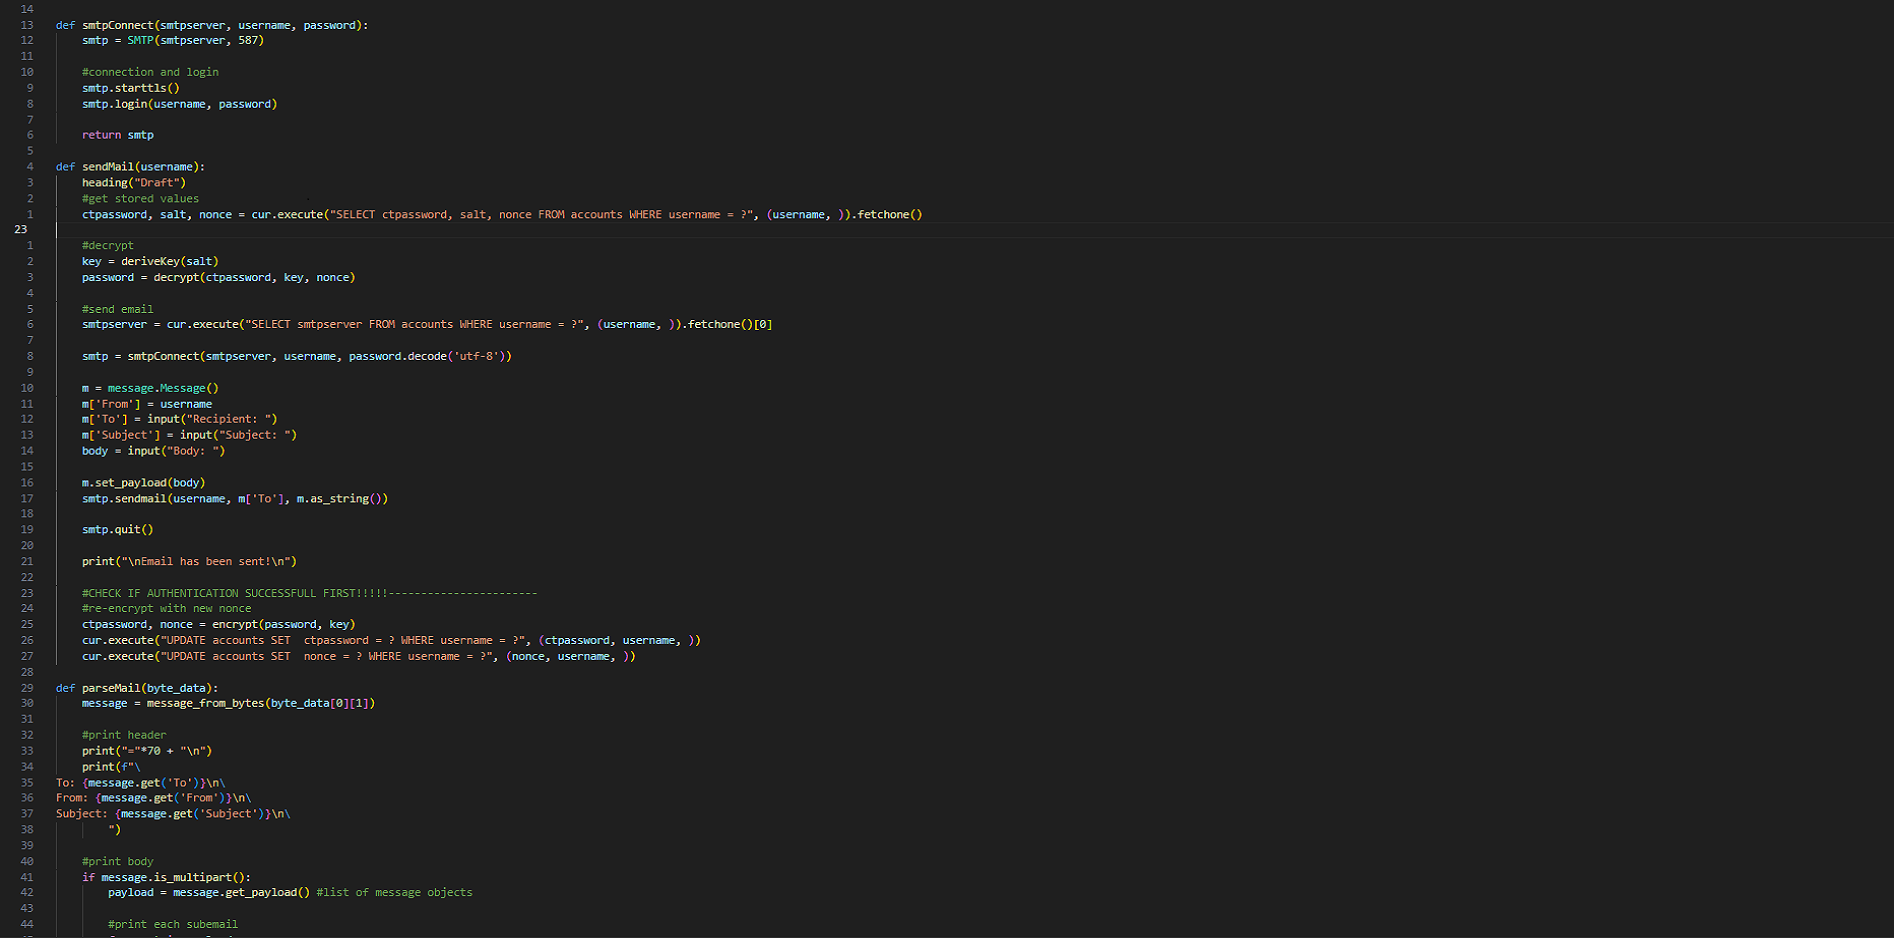 14
13 def smtpConnect(smtpserver, username, password):
12 smtp = SMTP(smtpserver, 587)
11
10 #connection and login
9 smtp.starttls()
8 smtp.login(username, password)
7
6 return smtp
5
4 def sendMail(username):
3 heading("Draft")
2 #get stored values
1 ctpassword, salt, nonce = cur.execute("SELECT ctpassword, salt, nonce FROM accounts WHERE username = ?", (username, )).fetchone()
23
1 #decrypt
2 key = deriveKey(salt)
3 password = decrypt(ctpassword, key, nonce)
4
5 #send email
6 smtpserver = cur.execute("SELECT smtpserver FROM accounts WHERE username = ?", (username, )).fetchone()[0]
7
8 smtp = smtpConnect(smtpserver, username, password.decode('utf-8'))
9
10 m = message.Message()
11 m['From'] = username
12 m['To'] = input("Recipient: ")
13 m['Subject'] = input("Subject: ")
14 body = input("Body: ")
15
16 m.set_payload(body)
17 smtp.sendmail(username, m['To'], m.as_string())
18
19 smtp.quit()
20
21 print("\nEmail has been sent!\n")
22
23 #CHECK IF AUTHENTICATION SUCCESSFULL FIRST!!!!!-----------------------
24 #re-encrypt with new nonce
25 ctpassword, nonce = encrypt(password, key)
26 cur.execute("UPDATE accounts SET  ctpassword = ? WHERE username = ?", (ctpassword, username, ))
27 cur.execute("UPDATE accounts SET  nonce = ? WHERE username = ?", (nonce, username, ))
28
29 def parseMail(byte_data):
30 message = message_from_bytes(byte_data[0][1])
31
32 #print header
33 print("="*70 + "\n")
34 print(f"\
35 To: {message.get('To')}\n\
36 From: {message.get('From')}\n\
37 Subject: {message.get('Subject')}\n\
38 ")
39
40 #print body
41 if message.is_multipart():
42 payload = message.get_payload() #list of message objects
43
44 #print each subemail